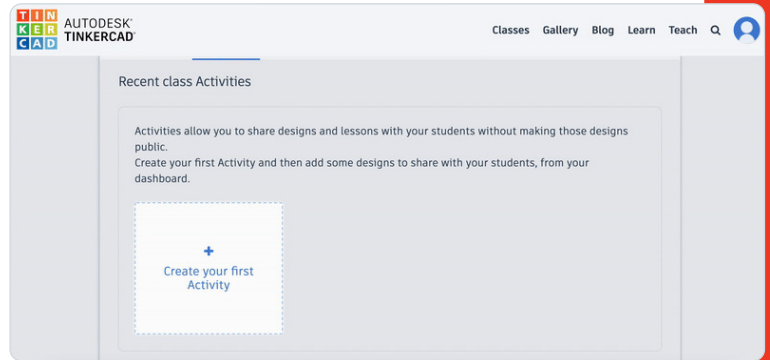 TIN
KER
CAD
AUTODESK®
TINKERCAD®
Classes Gallery Blog Learn Teach
Recent class Activities
Activities allow you to share designs and lessons with your students without making those designs
public.
Create your first Activity and then add some designs to share with your students, from your
dashboard.
+
Create your first
Activity